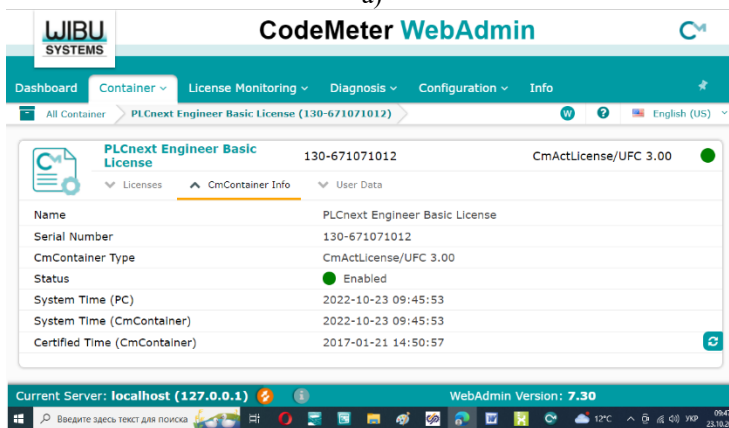 а)
WIBU
SYSTEMS
CodeMeter WebAdmin
Dashboard Container License Monitoring Diagnosis Configuration Info
All Container PLCnext Engineer Basic License (130-671071012) W ? English (US)
PLCnext Engineer Basic License 130-671071012 CmActLicense/UFC 3.00
Licenses CmContainer Info User Data
Name PLCnext Engineer Basic License
Serial Number 130-671071012
CmContainer Type CmActLicense/UFC 3.00
Status Enabled
System Time (PC) 2022-10-23 09:45:53
System Time (CmContainer) 2022-10-23 09:45:53
Certified Time (CmContainer) 2017-01-21 14:50:57
Current Server: localhost (127.0.0.1) WebAdmin Version: 7.30
Введите здесь текст для поиска 12°C УКР